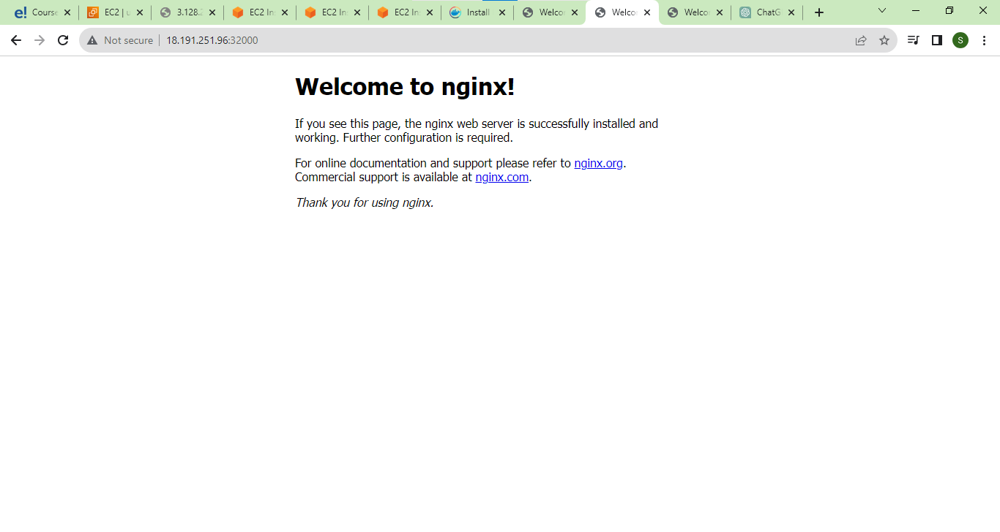 e! Course
EC2 | u
3.128.2
EC2 In
EC2 In
EC2 In
Install
Welco
Welco
Welco
ChatG
Not secure
18.191.251.96:32000
S
Welcome to nginx!
If you see this page, the nginx web server is successfully installed and
working. Further configuration is required.
For online documentation and support please refer to nginx.org.
Commercial support is available at nginx.com.
Thank you for using nginx.